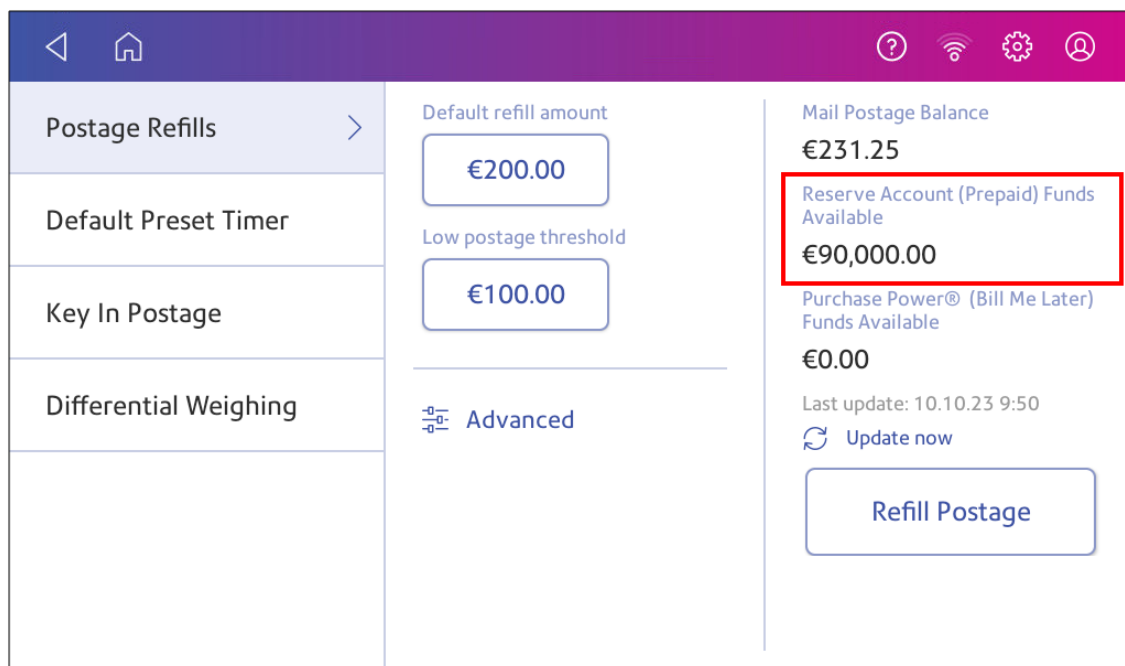 Postage Refills
Default Preset Timer
Key In Postage
Differential Weighing
Default refill amount
€200.00
Low postage threshold
€100.00
Advanced
Mail Postage Balance
€231.25
Reserve Account (Prepaid) Funds
Available
€90,000.00
Purchase Power® (Bill Me Later)
Funds Available
€0.00
Last update: 10.10.23 9:50
Update now
Refill Postage